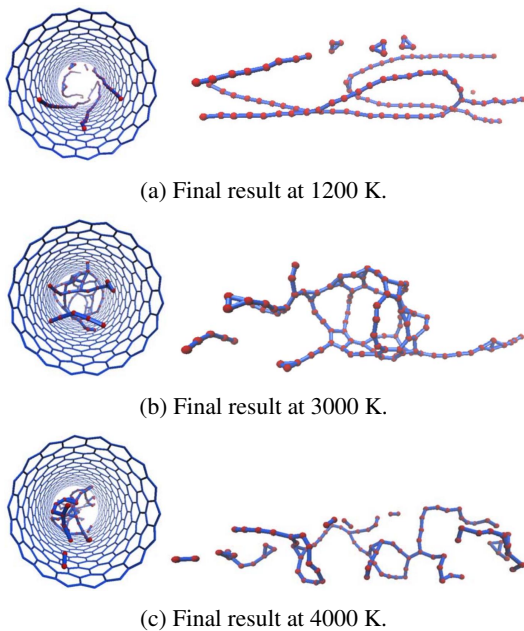 (a) Final result at 1200 K.
(b) Final result at 3000 K.
(c) Final result at 4000 K.